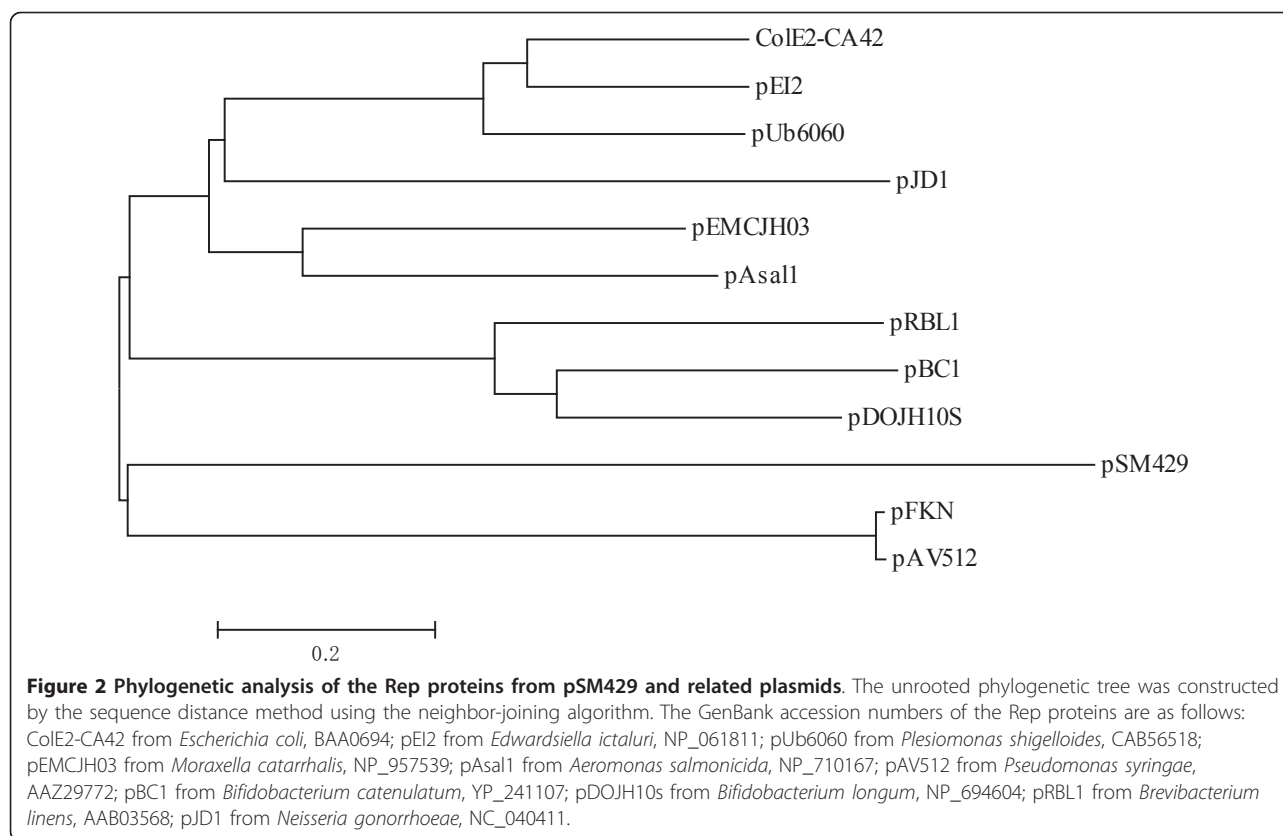 ColE2-CA42
pEI2
pUb6060
pJD1
pEMCJH03
pAsal1
pRBL1
pBC1
pDOJH10S
pSM429
pFKN
pAV512
0.2
Figure 2 Phylogenetic analysis of the Rep proteins from pSM429 and related plasmids. The unrooted phylogenetic tree was constructed
by the sequence distance method using the neighbor-joining algorithm. The GenBank accession numbers of the Rep proteins are as follows:
ColE2-CA42 from Escherichia coli, BAA0694; pEI2 from Edwardsiella ictaluri, NP_061811; pUb6060 from Plesiomonas shigelloides, CAB56518;
pEMCJH03 from Moraxella catarrhalis, NP_957539; pAsal1 from Aeromonas salmonicida, NP_710167; pAV512 from Pseudomonas syringae,
AAZ29772; pBC1 from Bifidobacterium catenulatum, YP_241107; pDOJH10s from Bifidobacterium longum, NP_694604; pRBL1 from Brevibacterium
linens, AAB03568; pJD1 from Neisseria gonorrhoeae, NC_040411.